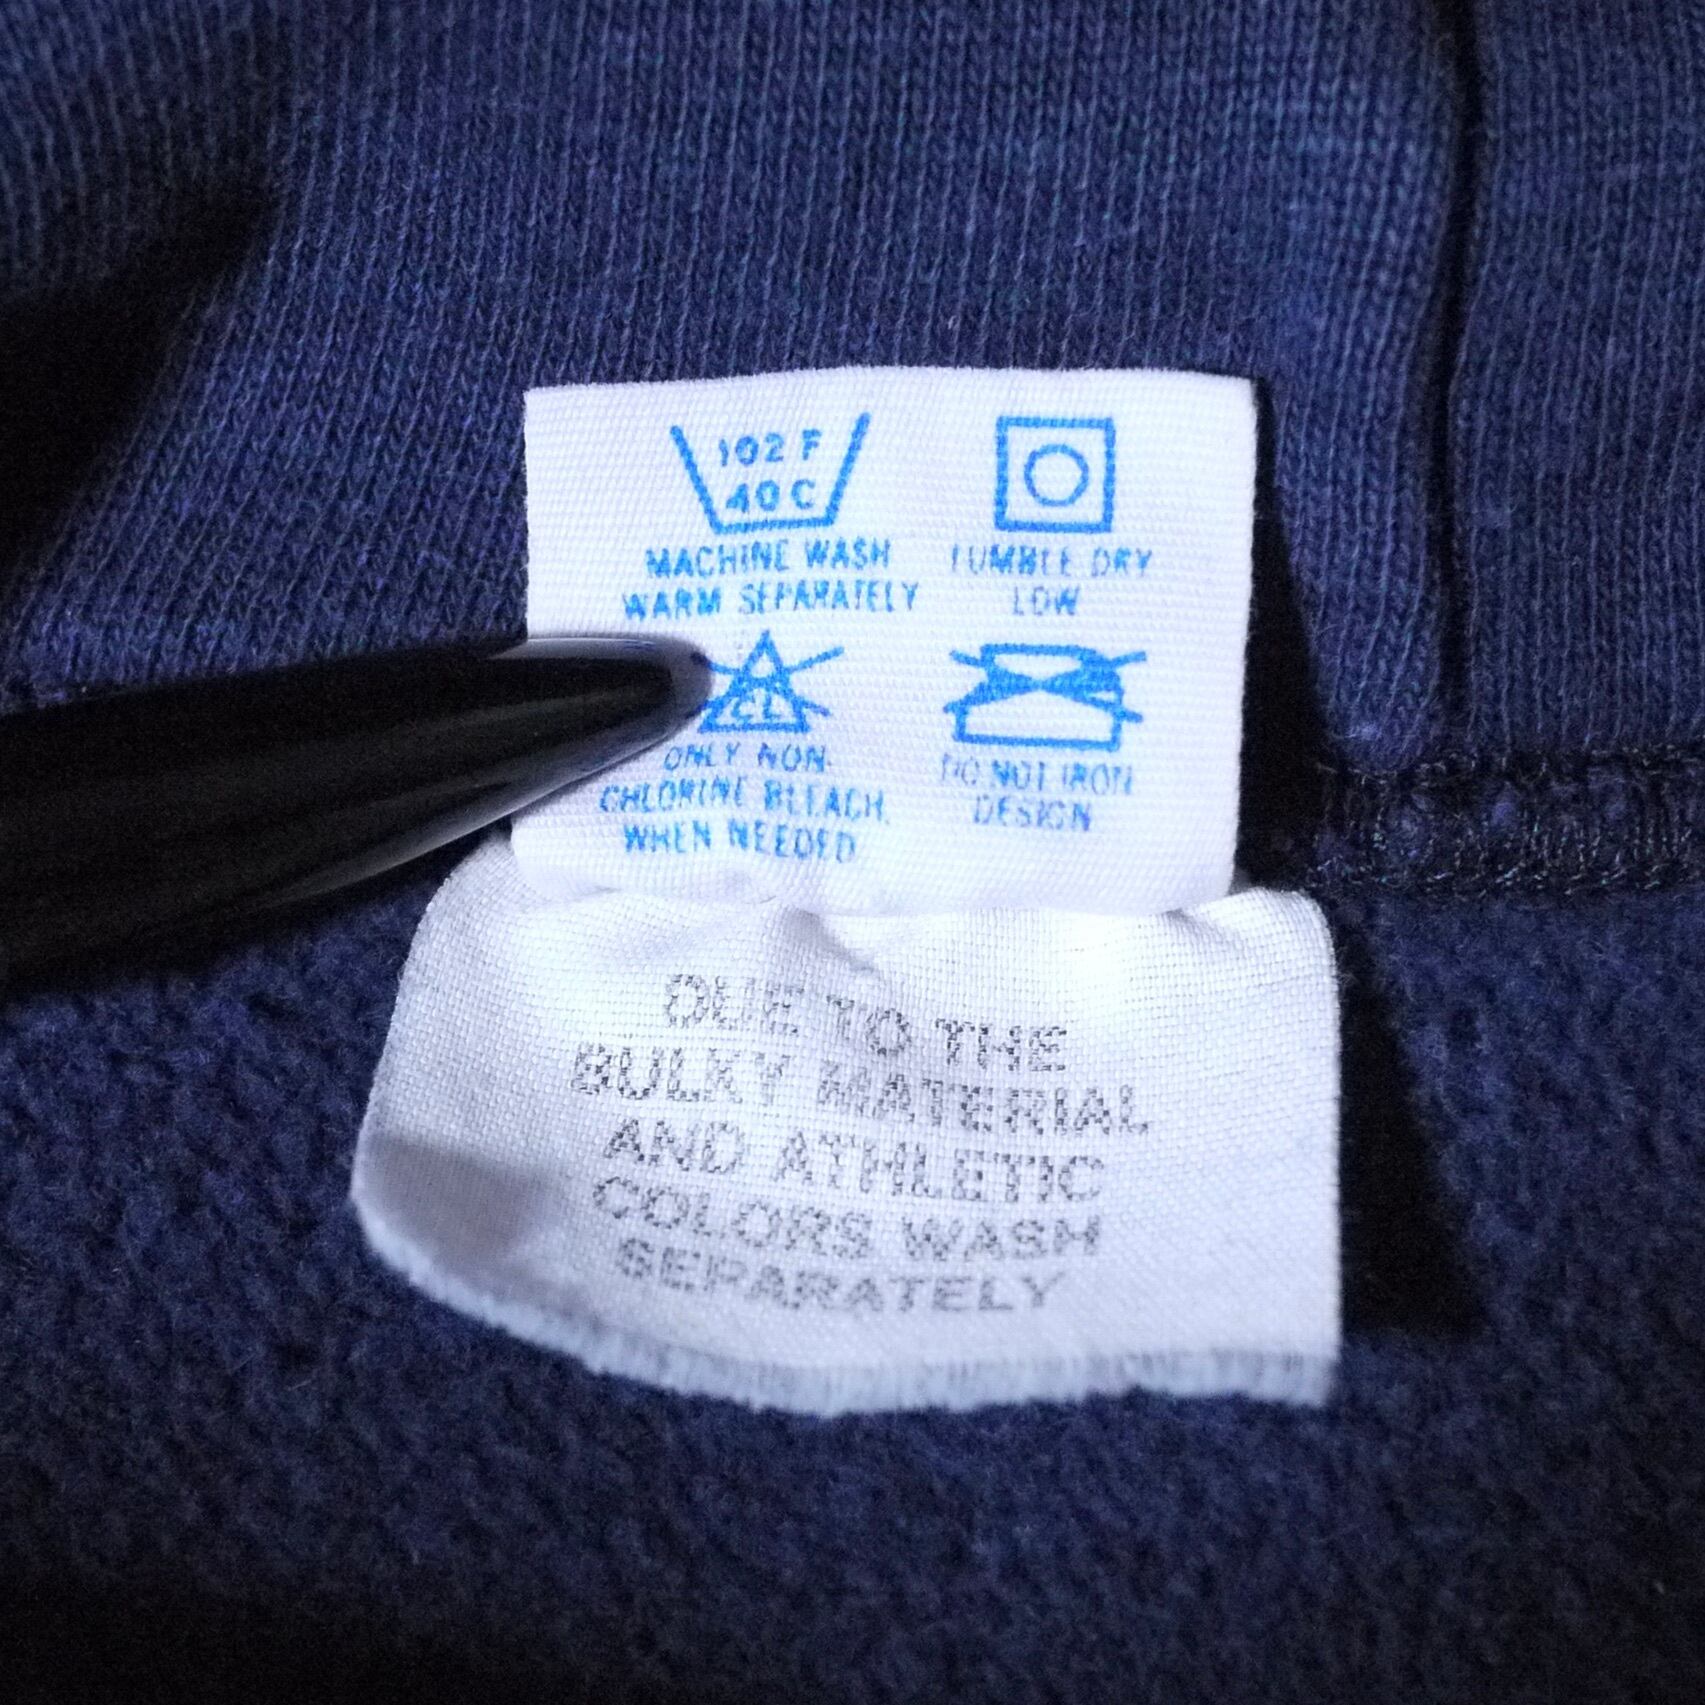 102 F
40 C
MACHINE WASH
WARM SEPARATELY
TUMBLE DRY
LOW
CL
ONLY NON-
CHLORINE BLEACH
WHEN NEEDED
DO NOT IRON
DESIGN
DUE TO THE
BULKY MATERIAL
AND ATHLETIC
COLORS WASH
SEPARATELY